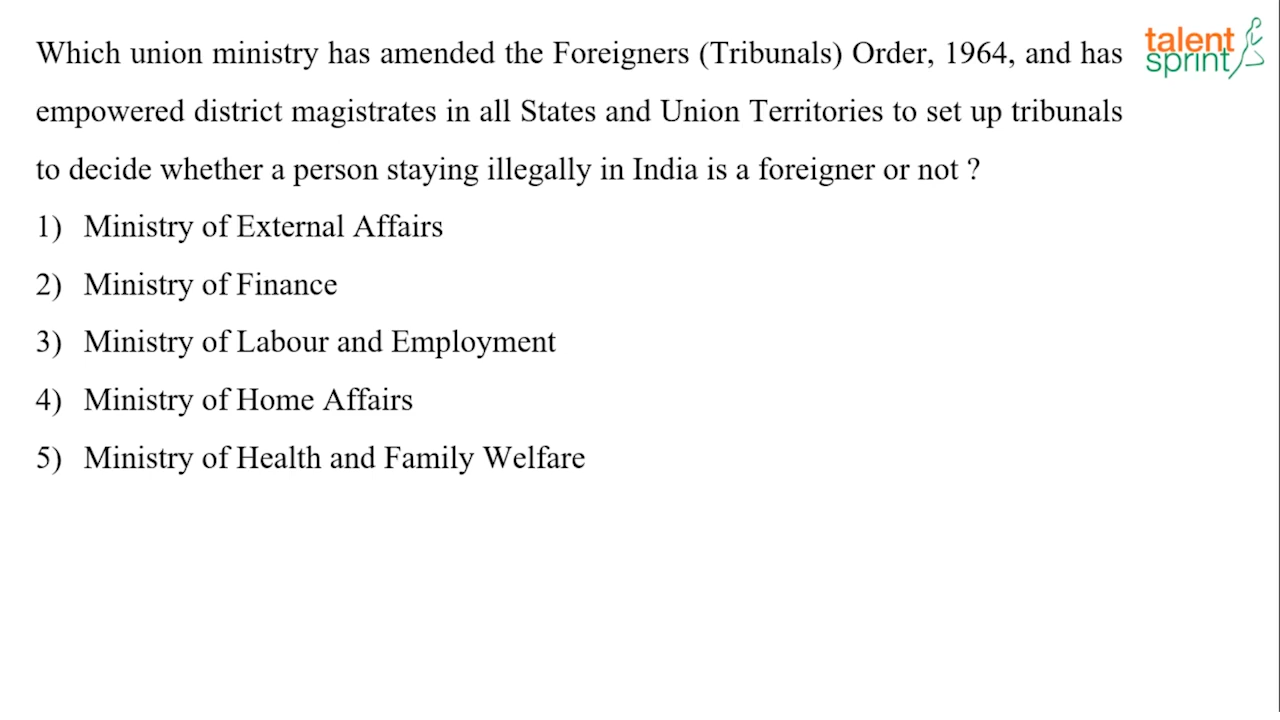 Which union ministry has amended the Foreigners (Tribunals) Order, 1964, and has
empowered district magistrates in all States and Union Territories to set up tribunals
to decide whether a person staying illegally in India is a foreigner or not ?
1) Ministry of External Affairs
2) Ministry of Finance
3) Ministry of Labour and Employment
4) Ministry of Home Affairs
5) Ministry of Health and Family Welfare
talent
sprint